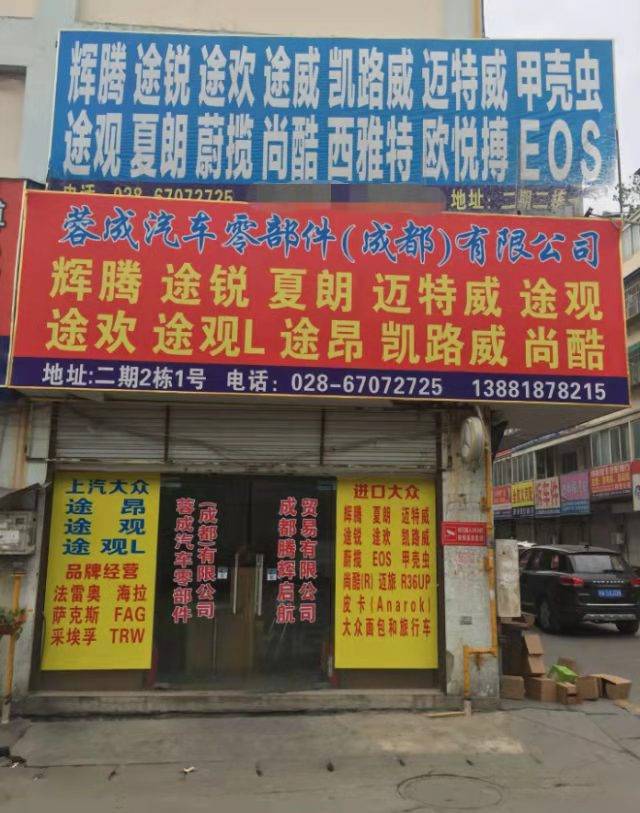 辉腾 途锐 途欢 途威 凯路威 迈特威 甲壳虫
途观 夏朗 蔚揽 尚酷 西雅特 欧悦搏 EOS
电话 028-67072725 地址:二期二栋
蓉成汽车零部件(成都)有限公司
辉腾 途锐 夏朗 迈特威 途观
途欢 途观L 途昂 凯路威 尚酷
地址:二期2栋1号 电话:028-67072725 13881878215
上汽大众
途 昂
途 观
途观L
品牌经营
法雷奥 海拉
萨克斯 FAG
采埃孚 TRW
蓉成汽车零部件
(成都)有限公司
成都腾辉启航
贸易有限公司
进口大众
辉腾 夏朗 迈特威
途锐 途欢 凯路威
蔚揽 EOS 甲壳虫
尚酷(R) 迈旅 R36UP
皮卡(Anarok)
大众面包和旅行车